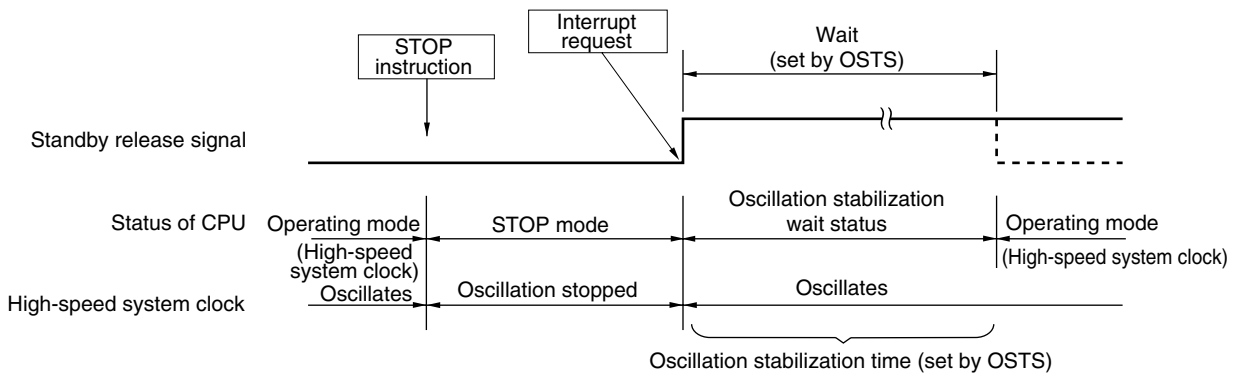 Interrupt
request
STOP
instruction
Wait
(set by OSTS)
Standby release signal
Status of CPU
Operating mode
(High-speed
system clock)
STOP mode
Oscillation stabilization
wait status
Operating mode
(High-speed system clock)
High-speed system clock
Oscillates
Oscillation stopped
Oscillates
Oscillation stabilization time (set by OSTS)